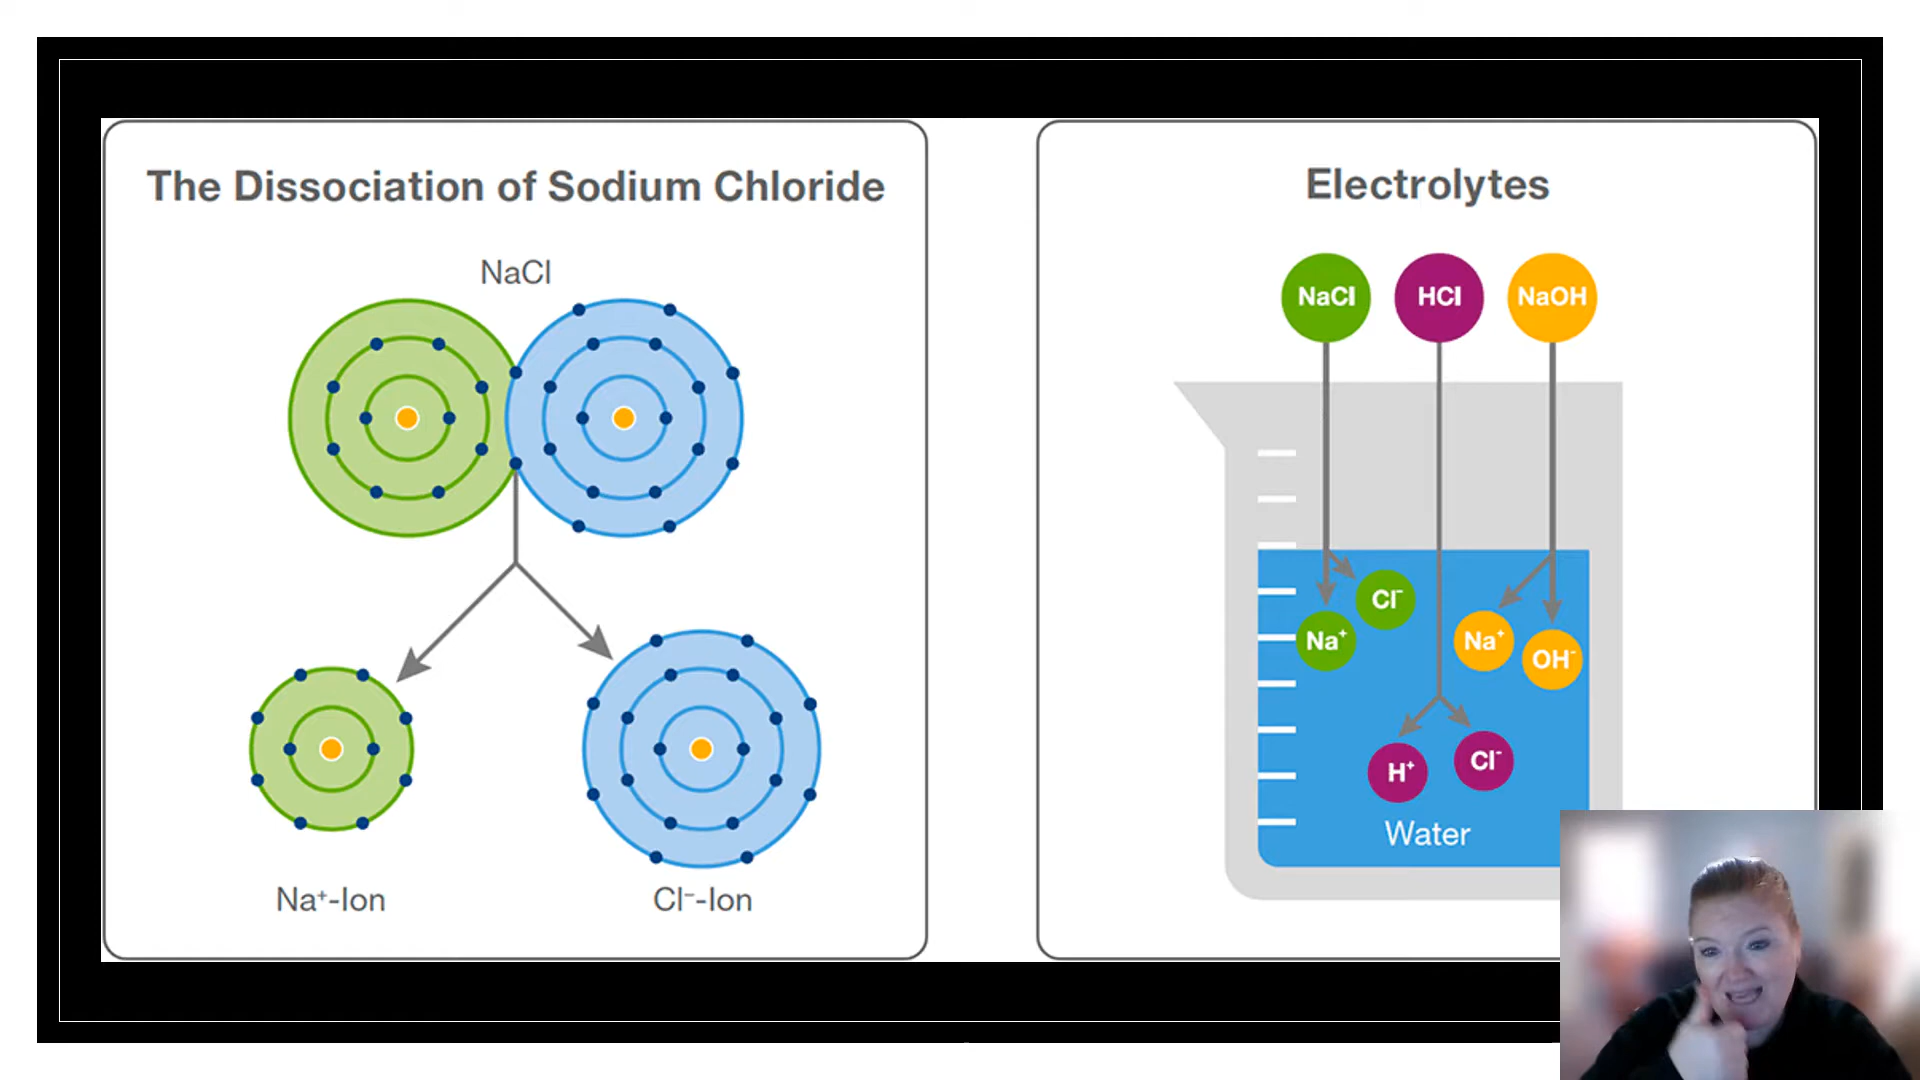 The Dissociation of Sodium Chloride
NaCl
Na⁺-Ion
Cl⁻-Ion
Electrolytes
NaCl
HCl
NaOH
Cl⁻
Na⁺
Na⁺
OH⁻
H⁺
Cl⁻
Water